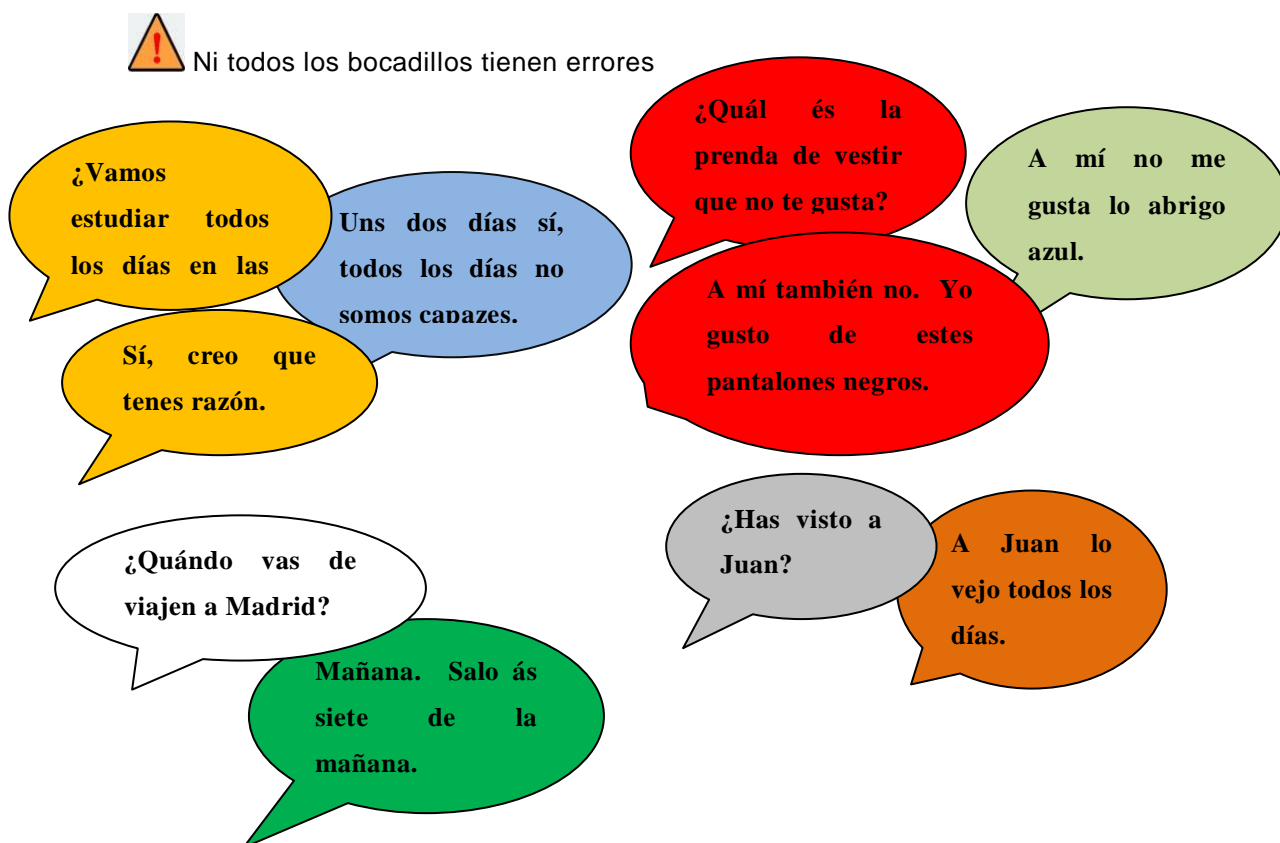 Ni todos los bocadillos tienen errores
¿Vamos
estudiar todos
los días en las
Uns dos días sí,
todos los días no
somos capazes.
Sí, creo que
tenes razón.
¿Quál és la
prenda de vestir
que no te gusta?
A mí no me
gusta lo abrigo
azul.
A mí también no. Yo
gusto de estes
pantalones negros.
¿Quándo vas de
viajen a Madrid?
Mañana. Salo ás
siete de la
mañana.
¿Has visto a
Juan?
A Juan lo
vejo todos los
días.